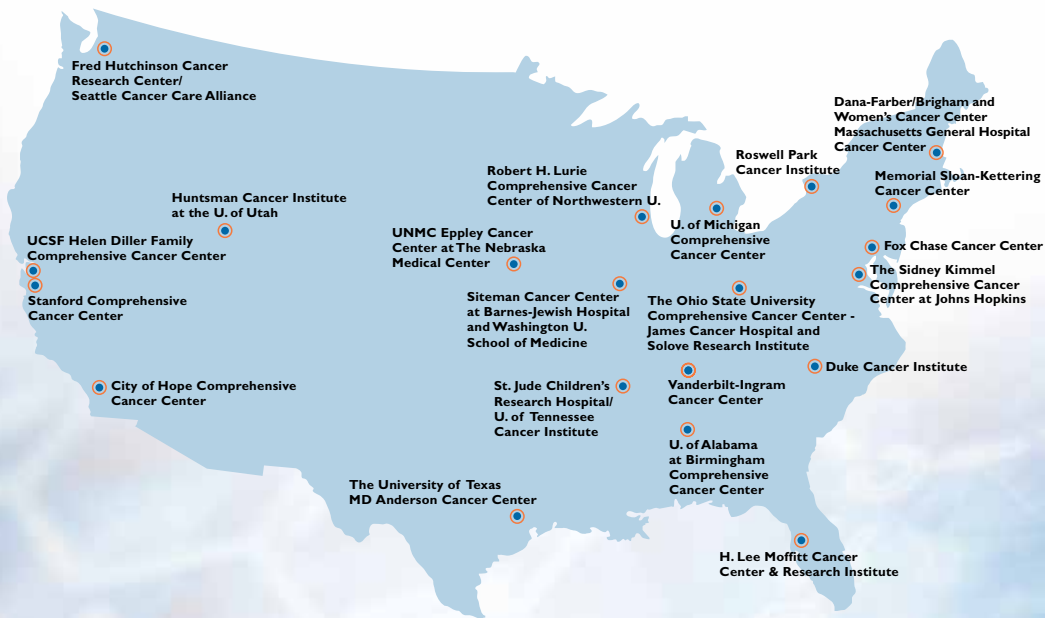 Fred Hutchinson Cancer
Research Center/
Seattle Cancer Care Alliance
Dana-Farber/Brigham and
Women's Cancer Center
Massachusetts General Hospital
Cancer Center
Roswell Park
Cancer Institute
Memorial Sloan-Kettering
Cancer Center
Robert H. Lurie
Comprehensive Cancer
Center of Northwestern U.
Huntsman Cancer Institute
at the U. of Utah
U. of Michigan
Comprehensive
Cancer Center
UNMC Eppley Cancer
Center at The Nebraska
Medical Center
UCSF Helen Diller Family
Comprehensive Cancer Center
Fox Chase Cancer Center
The Sidney Kimmel
Comprehensive Cancer
Center at Johns Hopkins
Stanford Comprehensive
Cancer Center
Siteman Cancer Center
at Barnes-Jewish Hospital
and Washington U.
School of Medicine
The Ohio State University
Comprehensive Cancer Center -
James Cancer Hospital and
Solove Research Institute
Duke Cancer Institute
City of Hope Comprehensive
Cancer Center
St. Jude Children's
Research Hospital/
U. of Tennessee
Cancer Institute
Vanderbilt-Ingram
Cancer Center
U. of Alabama
at Birmingham
Comprehensive
Cancer Center
The University of Texas
MD Anderson Cancer Center
H. Lee Moffitt Cancer
Center & Research Institute